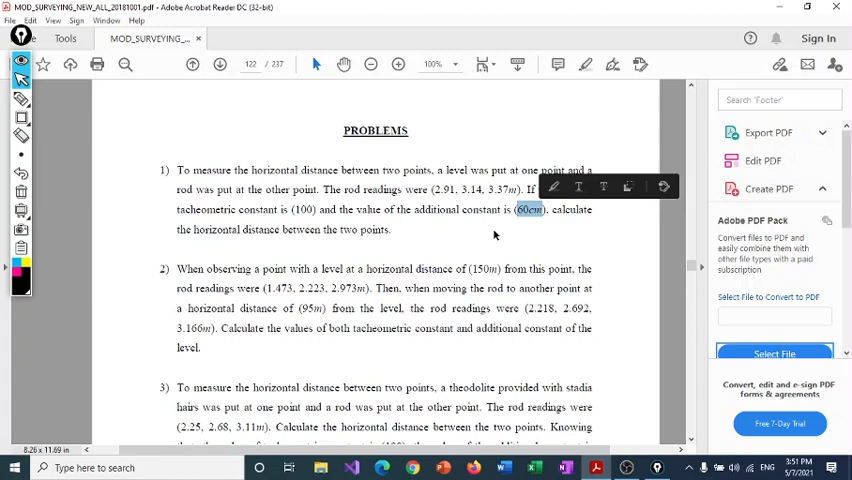 MOD_SURVEYING_NEW_ALL_20181001.pdf - Adobe Acrobat Reader DC (32-bit)
File Edit View Sign Window Help
Tools MOD_SURVEYING_... × Sign In
122 / 237 100%
PROBLEMS
1) To measure the horizontal distance between two points, a level was put at one point and a
rod was put at the other point. The rod readings were (2.91, 3.14, 3.37m). If
tacheometric constant is (100) and the value of the additional constant is (60cm), calculate
the horizontal distance between the two points.
2) When observing a point with a level at a horizontal distance of (150m) from this point, the
rod readings were (1.473, 2.223, 2.973m). Then, when moving the rod to another point at
a horizontal distance of (95m) from the level, the rod readings were (2.218, 2.692,
3.166m). Calculate the values of both tacheometric constant and additional constant of the
level.
3) To measure the horizontal distance between two points, a theodolite provided with stadia
hairs was put at one point and a rod was put at the other point. The rod readings were
(2.25, 2.68, 3.11m). Calculate the horizontal distance between the two points. Knowing
8.26 x 11.69 in
Search 'Footer'
Export PDF
Edit PDF
Create PDF
Adobe PDF Pack
Convert files to PDF and
easily combine them with
other file types with a paid
subscription
Select File to Convert to PDF
Select File
Convert, edit and e-sign PDF
forms & agreements
Free 7-Day Trial
Type here to search
ENG
3:51 PM
5/7/2021